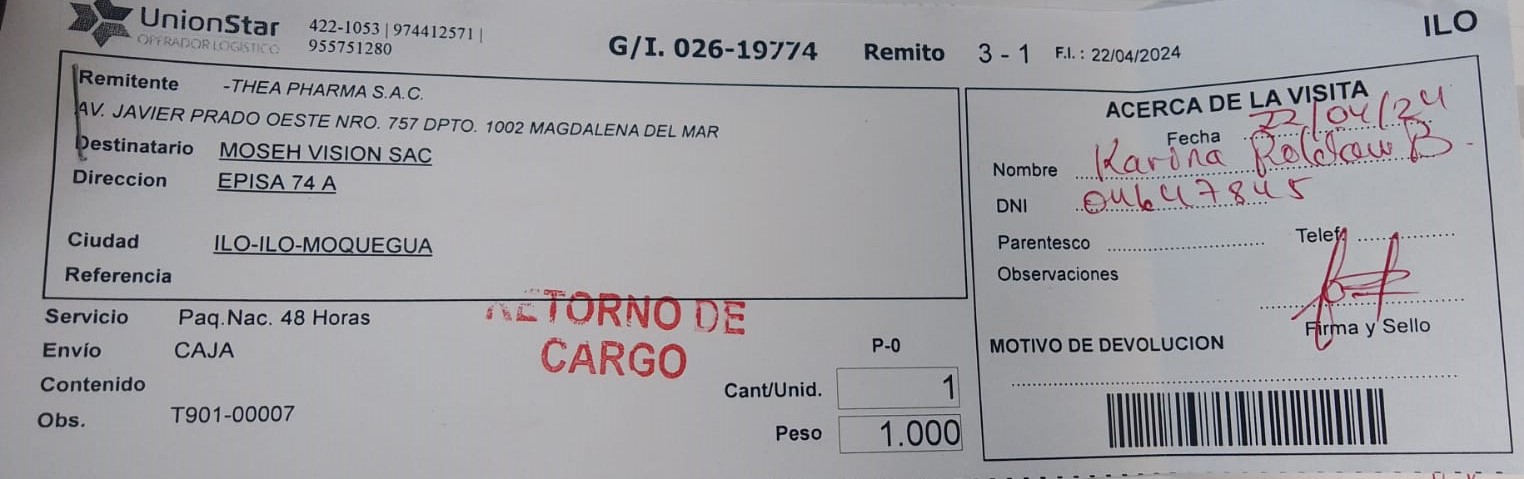 UnionStar
OPERADOR LOGISTICO
422-1053 | 974412571 |
955751280
G/I. 026-19774 Remito 3 - 1 F.I. : 22/04/2024
ILO
Remitente -THEA PHARMA S.A.C.
AV. JAVIER PRADO OESTE NRO. 757 DPTO. 1002 MAGDALENA DEL MAR
Destinatario MOSEH VISION SAC
Direccion EPISA 74 A
Ciudad ILO-ILO-MOQUEGUA
Referencia
Servicio Paq.Nac. 48 Horas
Envío CAJA
Contenido
Obs. T901-00007
RETORNO DE
CARGO
P-0
Cant/Unid. 1
Peso 1.000
ACERCA DE LA VISITA
Fecha 22/04/24
Nombre Karina Roldan B.
DNI 04647845
Parentesco Telef.
Observaciones
Firma y Sello
MOTIVO DE DEVOLUCION